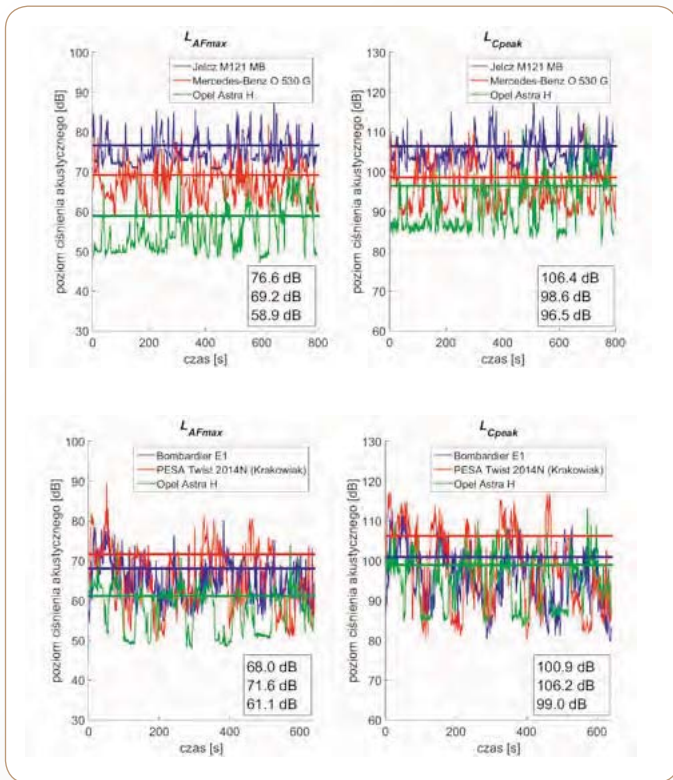 L_AFmax
poziom ciśnienia akustycznego [dB]
100
90
80
70
60
50
40
30
Jelcz M121 MB
Mercedes-Benz O 530 G
Opel Astra H
76.6 dB
69.2 dB
58.9 dB
0 200 400 600 800
czas [s]
L_Cpeak
poziom ciśnienia akustycznego [dB]
130
120
110
100
90
80
70
60
Jelcz M121 MB
Mercedes-Benz O 530 G
Opel Astra H
106.4 dB
98.6 dB
96.5 dB
0 200 400 600 800
czas [s]
L_AFmax
poziom ciśnienia akustycznego [dB]
100
90
80
70
60
50
40
30
Bombardier E1
PESA Twist 2014N (Krakowiak)
Opel Astra H
68.0 dB
71.6 dB
61.1 dB
0 200 400 600
czas [s]
L_Cpeak
poziom ciśnienia akustycznego [dB]
130
120
110
100
90
80
70
60
Bombardier E1
PESA Twist 2014N (Krakowiak)
Opel Astra H
100.9 dB
106.2 dB
99.0 dB
0 200 400 600
czas [s]